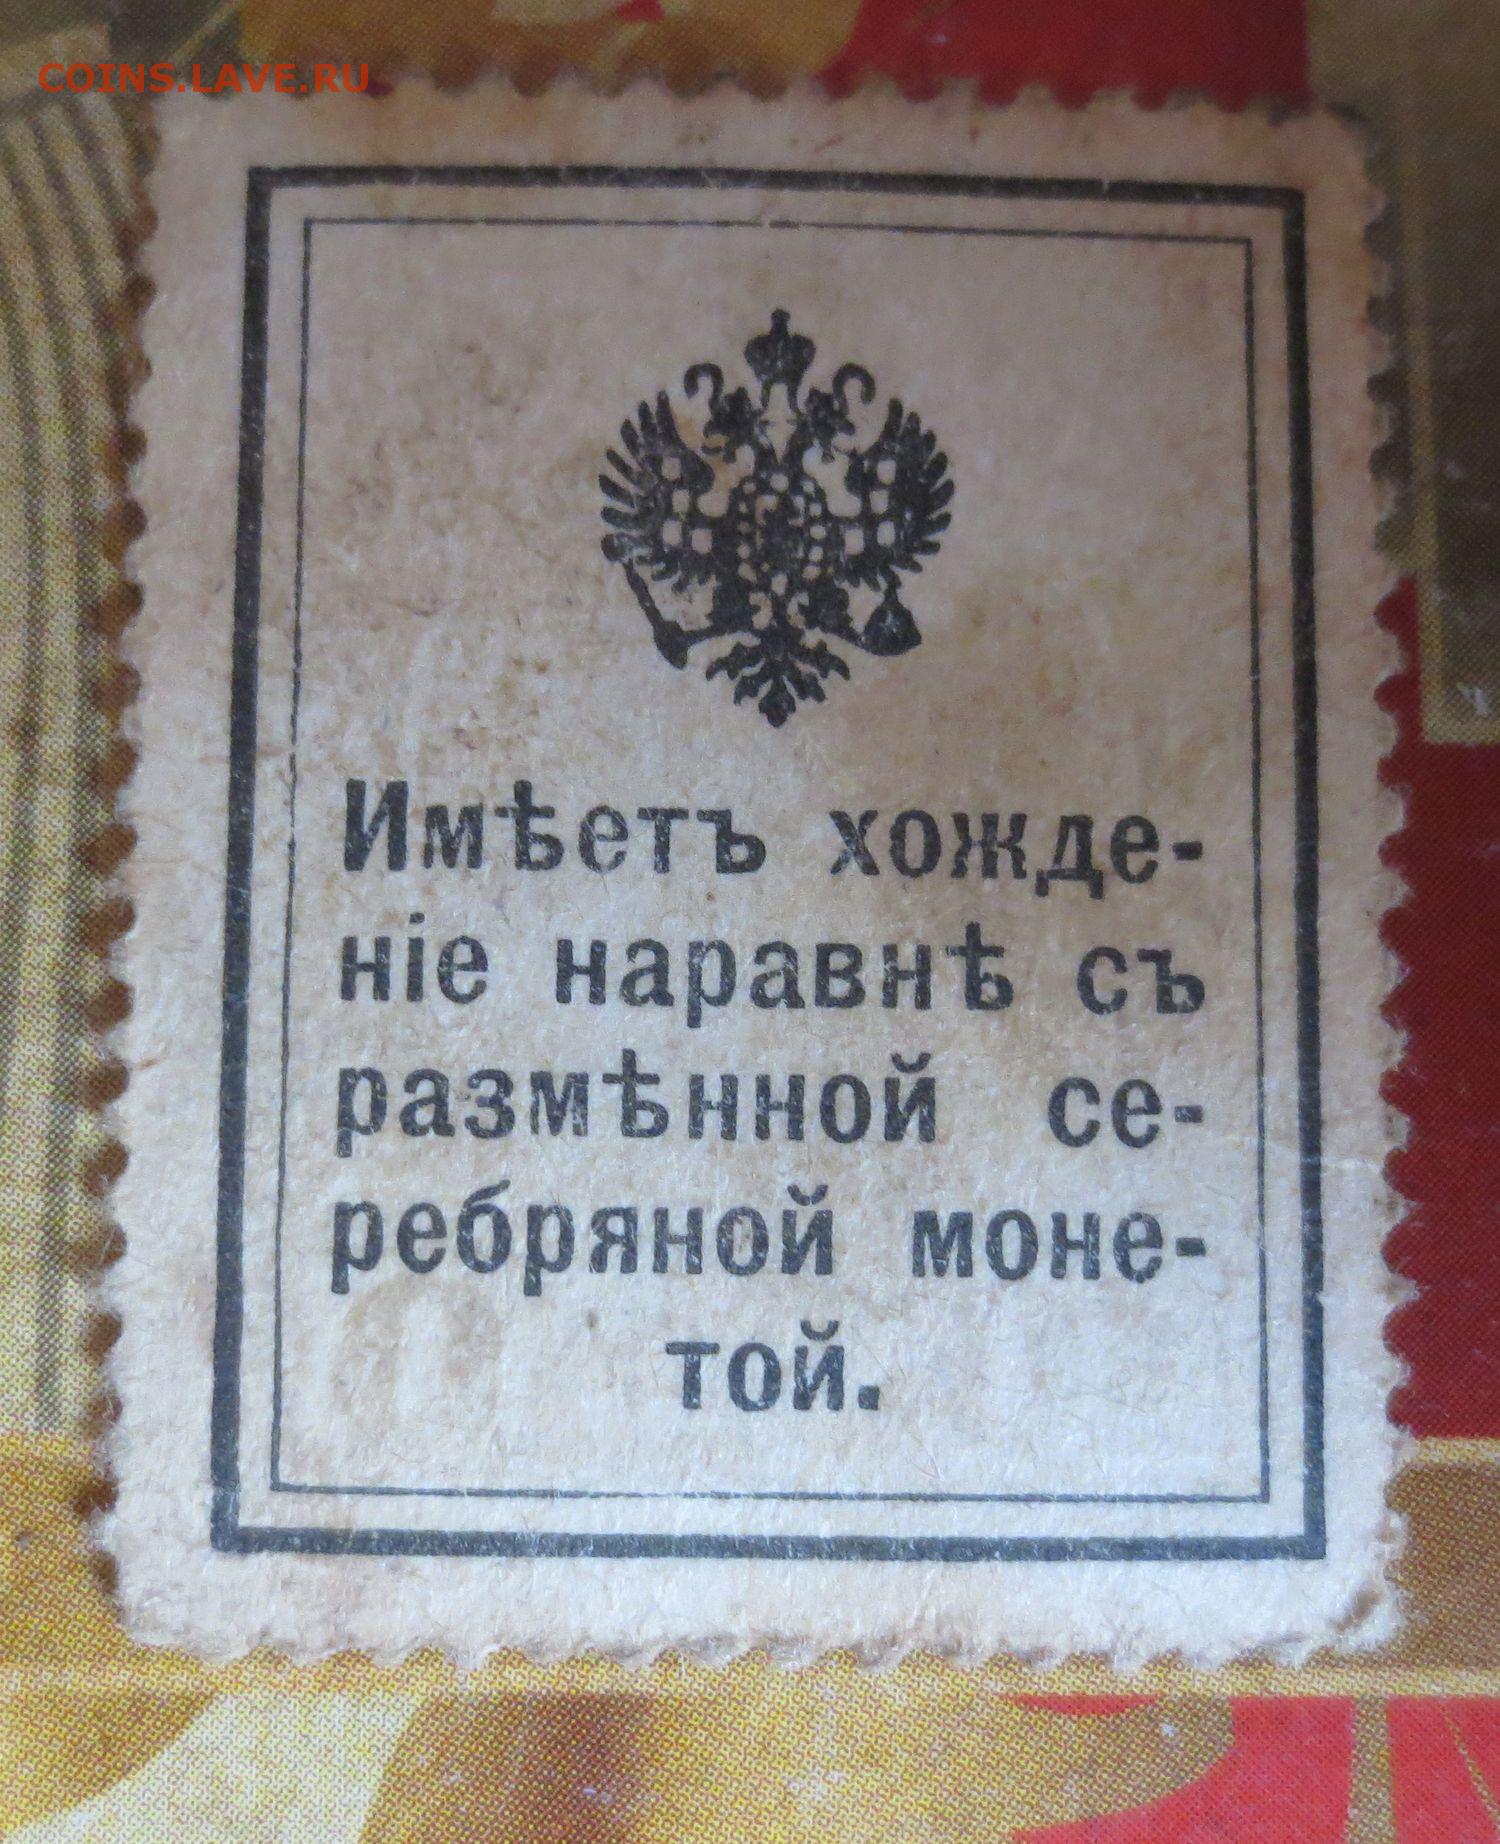 COINS.LAVE.RU
Имѣетъ хожде-
ніе наравнѣ съ
размѣнной се-
ребряной моне-
той.